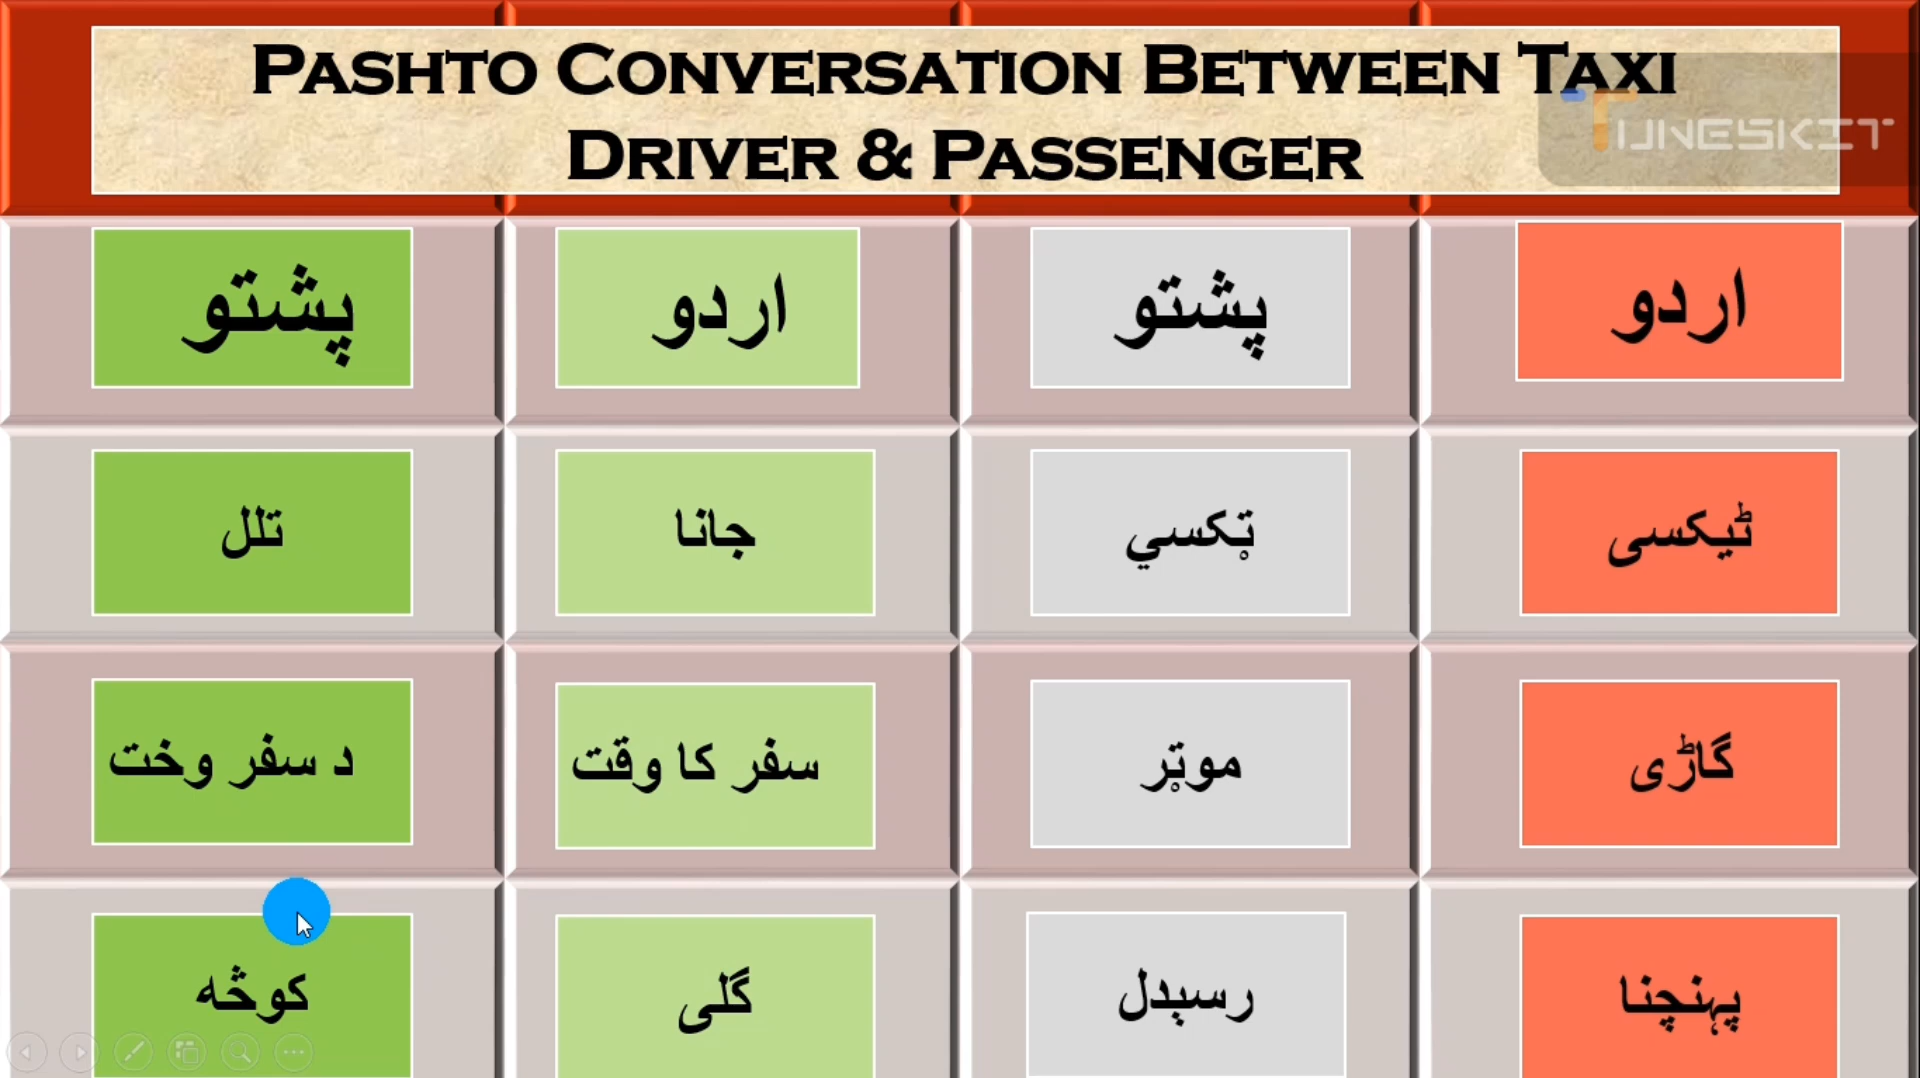 PASHTO CONVERSATION BETWEEN TAXI
DRIVER & PASSENGER
TUNESKIT
اردو
پشتو
اردو
پشتو
ٹیکسی
ټکسي
جانا
تلل
گاڑی
موټر
سفر کا وقت
د سفر وخت
پہنچنا
رسېدل
گلی
کوڅه